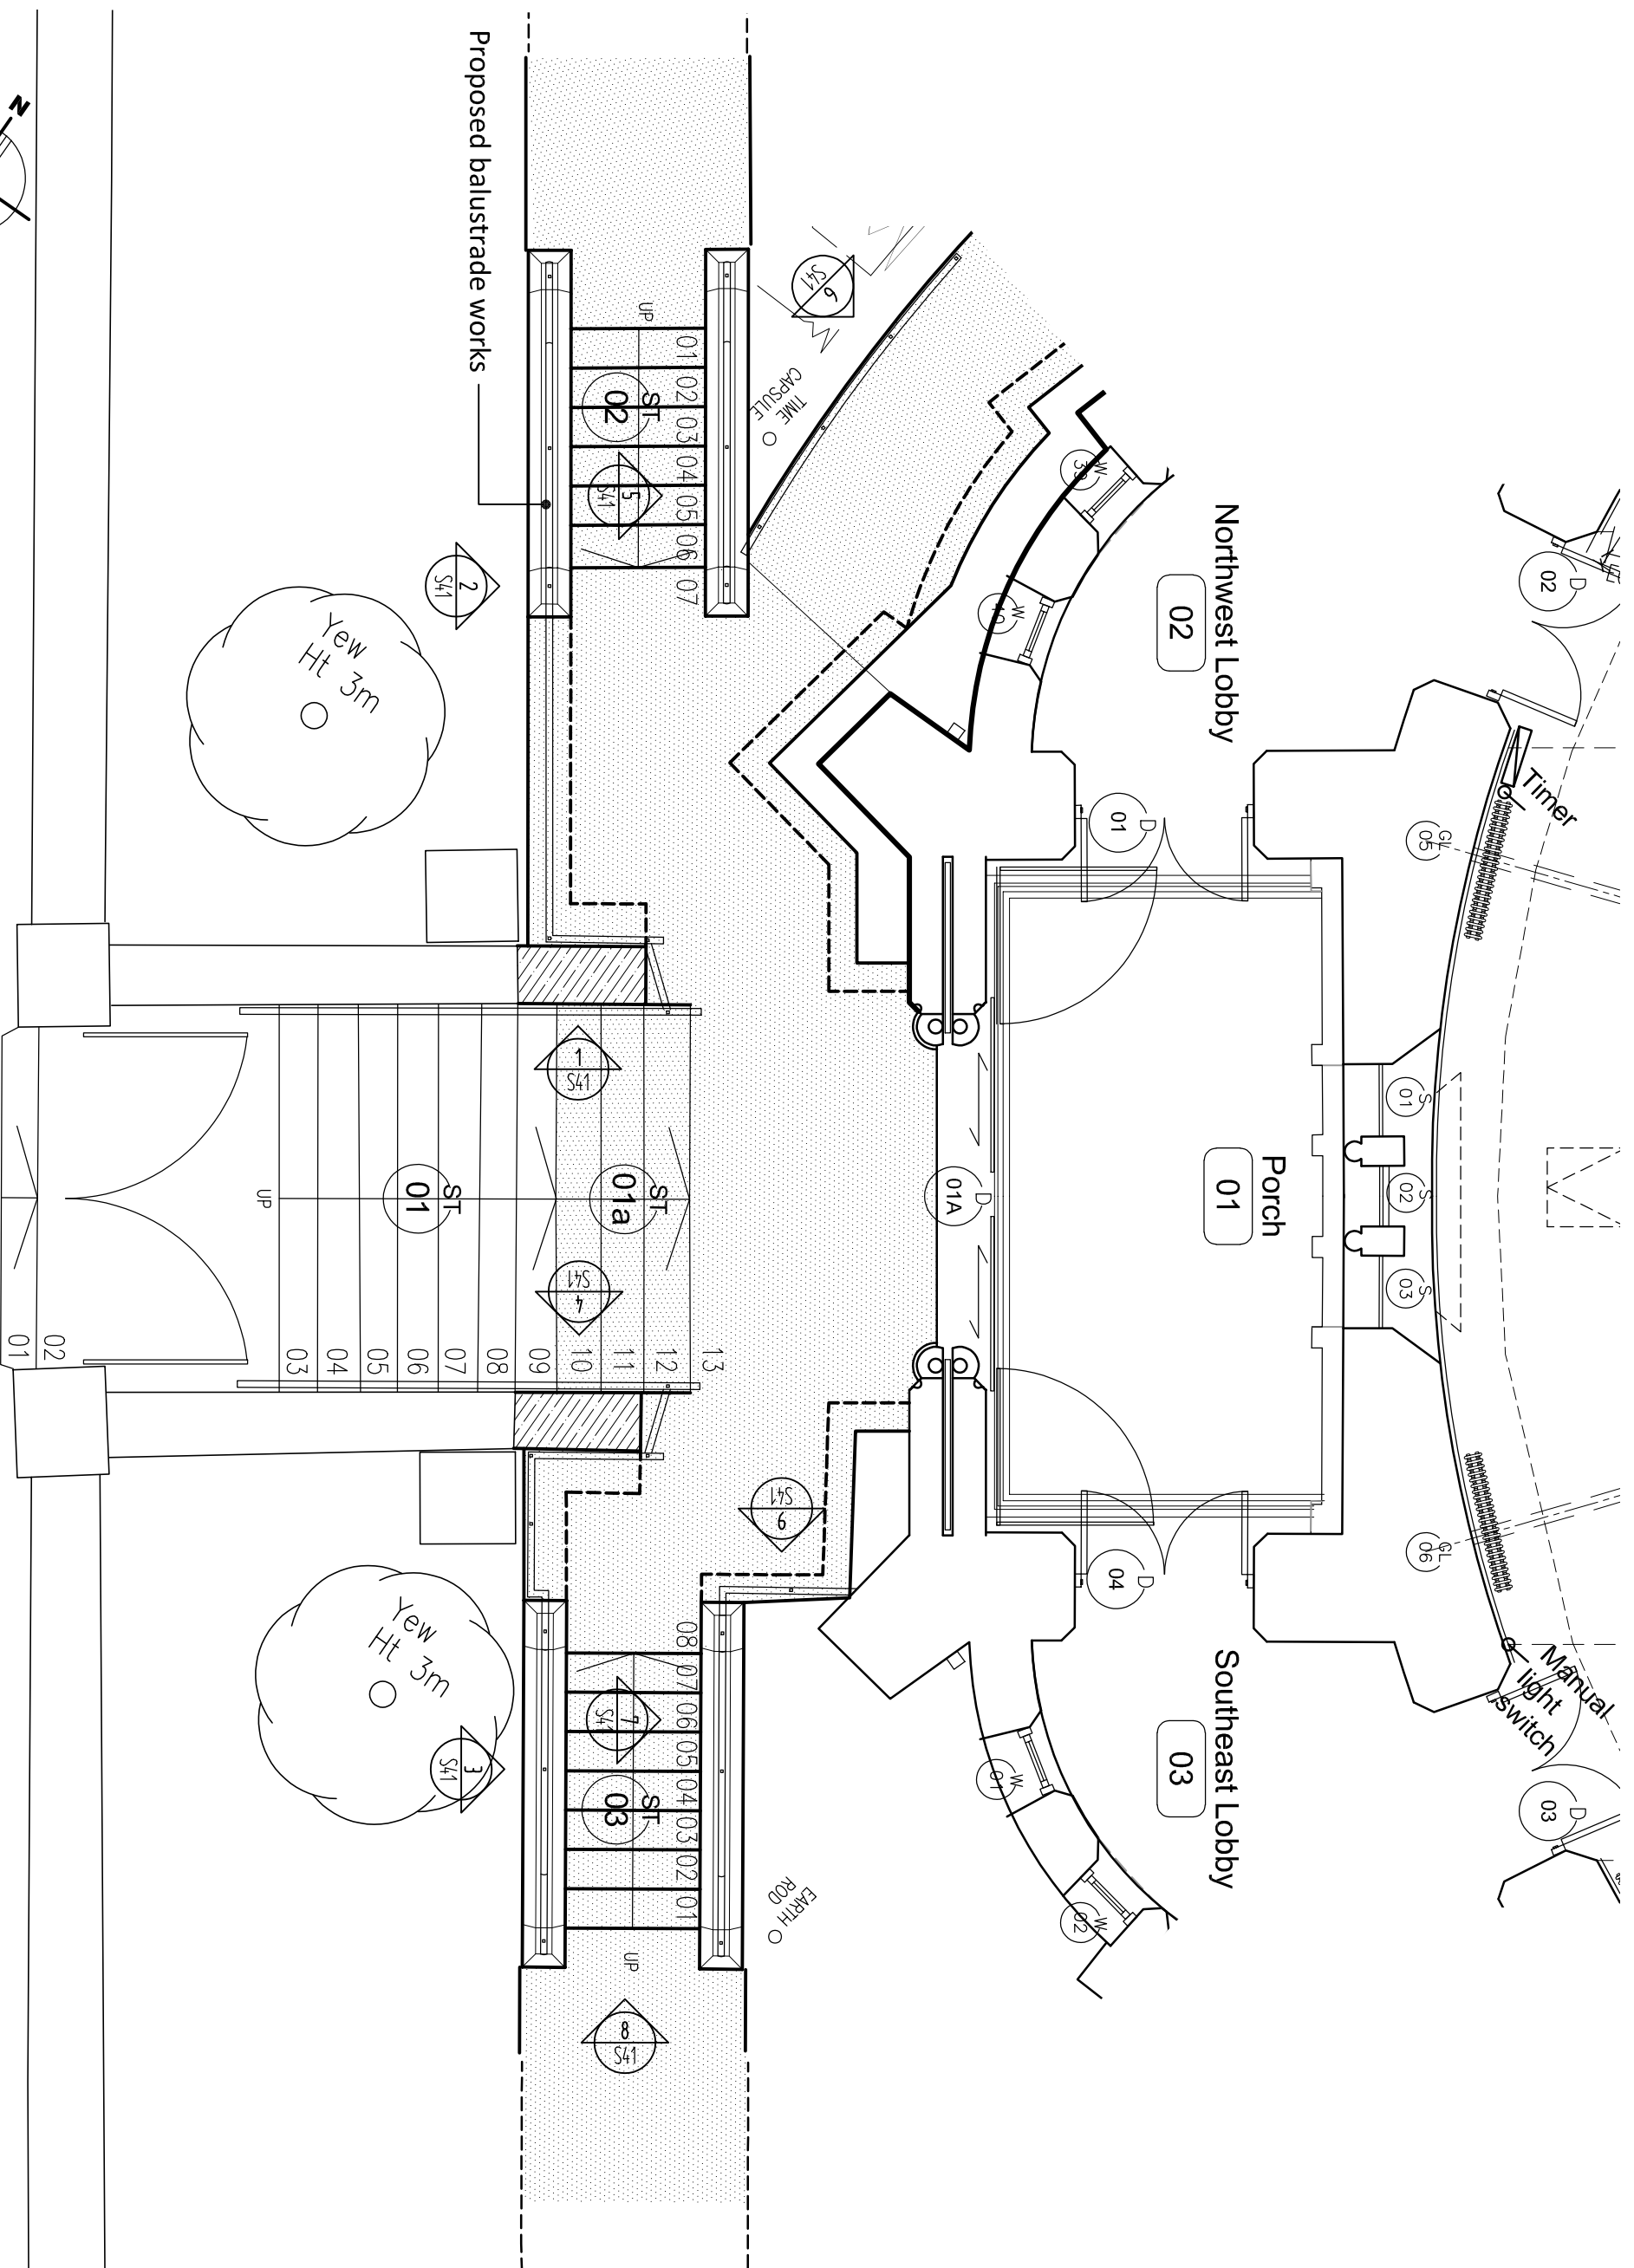 N
Proposed balustrade works
Northwest Lobby
02
Porch
01
Southeast Lobby
03
Timer
Manual
light
switch
D
02
D
03
D
01
D
04
D
01A
GL
05
GL
06
S
01
S
02
S
03
W
39
W
40
W
01
W
02
TIME
CAPSULE
EARTH
ROD
UP
01
02
03
04
05
06
07
ST
02
5
S41
6
S41
2
S41
Yew
Ht 3m
1
S41
ST
01a
ST
01
UP
4
S41
01
02
03
04
05
06
07
08
09
10
11
12
13
9
S41
Yew
Ht 3m
3
S41
08
07
06
05
04
03
02
01
7
S41
ST
03
UP
8
S41